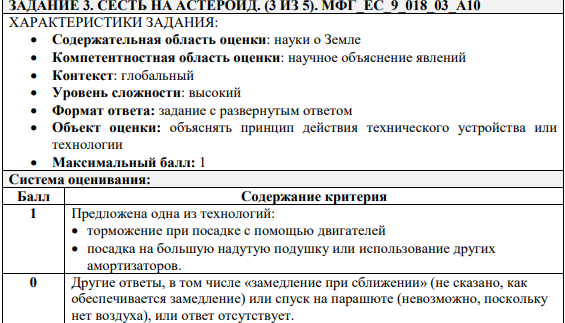 ЗАДАНИЕ 3. СЕСТЬ НА АСТЕРОИД. (3 ИЗ 5). МФГ_ЕС_9_018_03_А10
ХАРАКТЕРИСТИКИ ЗАДАНИЯ:
• Содержательная область оценки: науки о Земле
• Компетентностная область оценки: научное объяснение явлений
• Контекст: глобальный
• Уровень сложности: высокий
• Формат ответа: задание с развернутым ответом
• Объект оценки: объяснять принцип действия технического устройства или
технологии
• Максимальный балл: 1
Система оценивания:
Балл Содержание критерия
1 Предложена одна из технологий:
• торможение при посадке с помощью двигателей
• посадка на большую надутую подушку или использование других
амортизаторов.
0 Другие ответы, в том числе «замедление при сближении» (не сказано, как
обеспечивается замедление) или спуск на парашюте (невозможно, поскольку
нет воздуха), или ответ отсутствует.